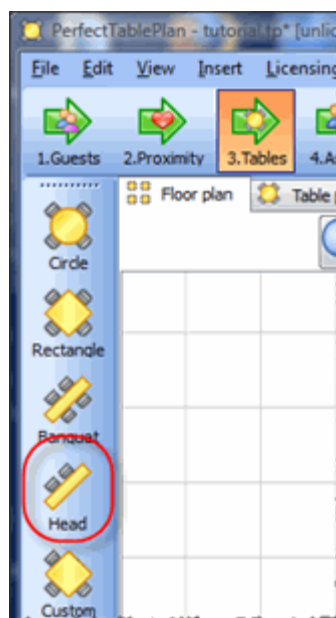 PerfectTablePlan - tutorial.tp* [unlic
File Edit View Insert Licensing
1.Guests 2.Proximity 3.Tables 4.As
Floor plan Table
Circle
Rectangle
Banquet
Head
Custom